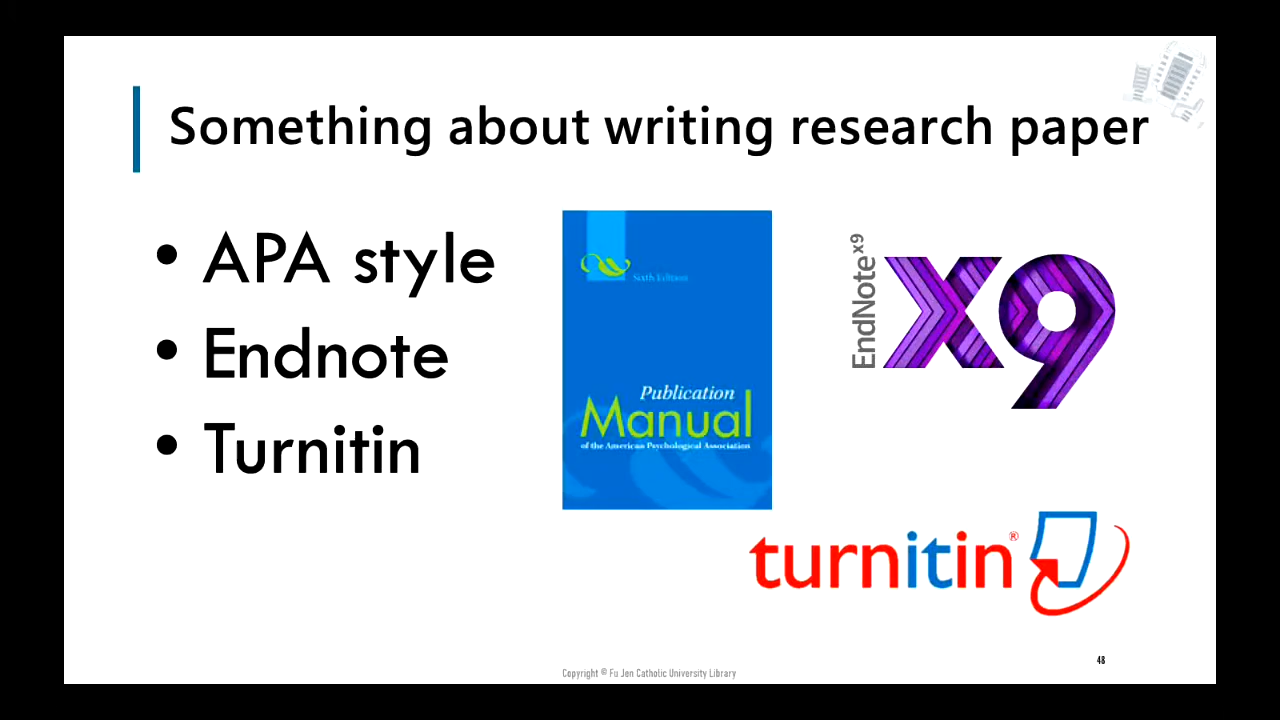 Something about writing research paper
• APA style
• Endnote
• Turnitin
Sixth Edition
Publication
Manual
of the American Psychological Association
EndNote x9
X9
turnitin®
48
Copyright © Fu Jen Catholic University Library